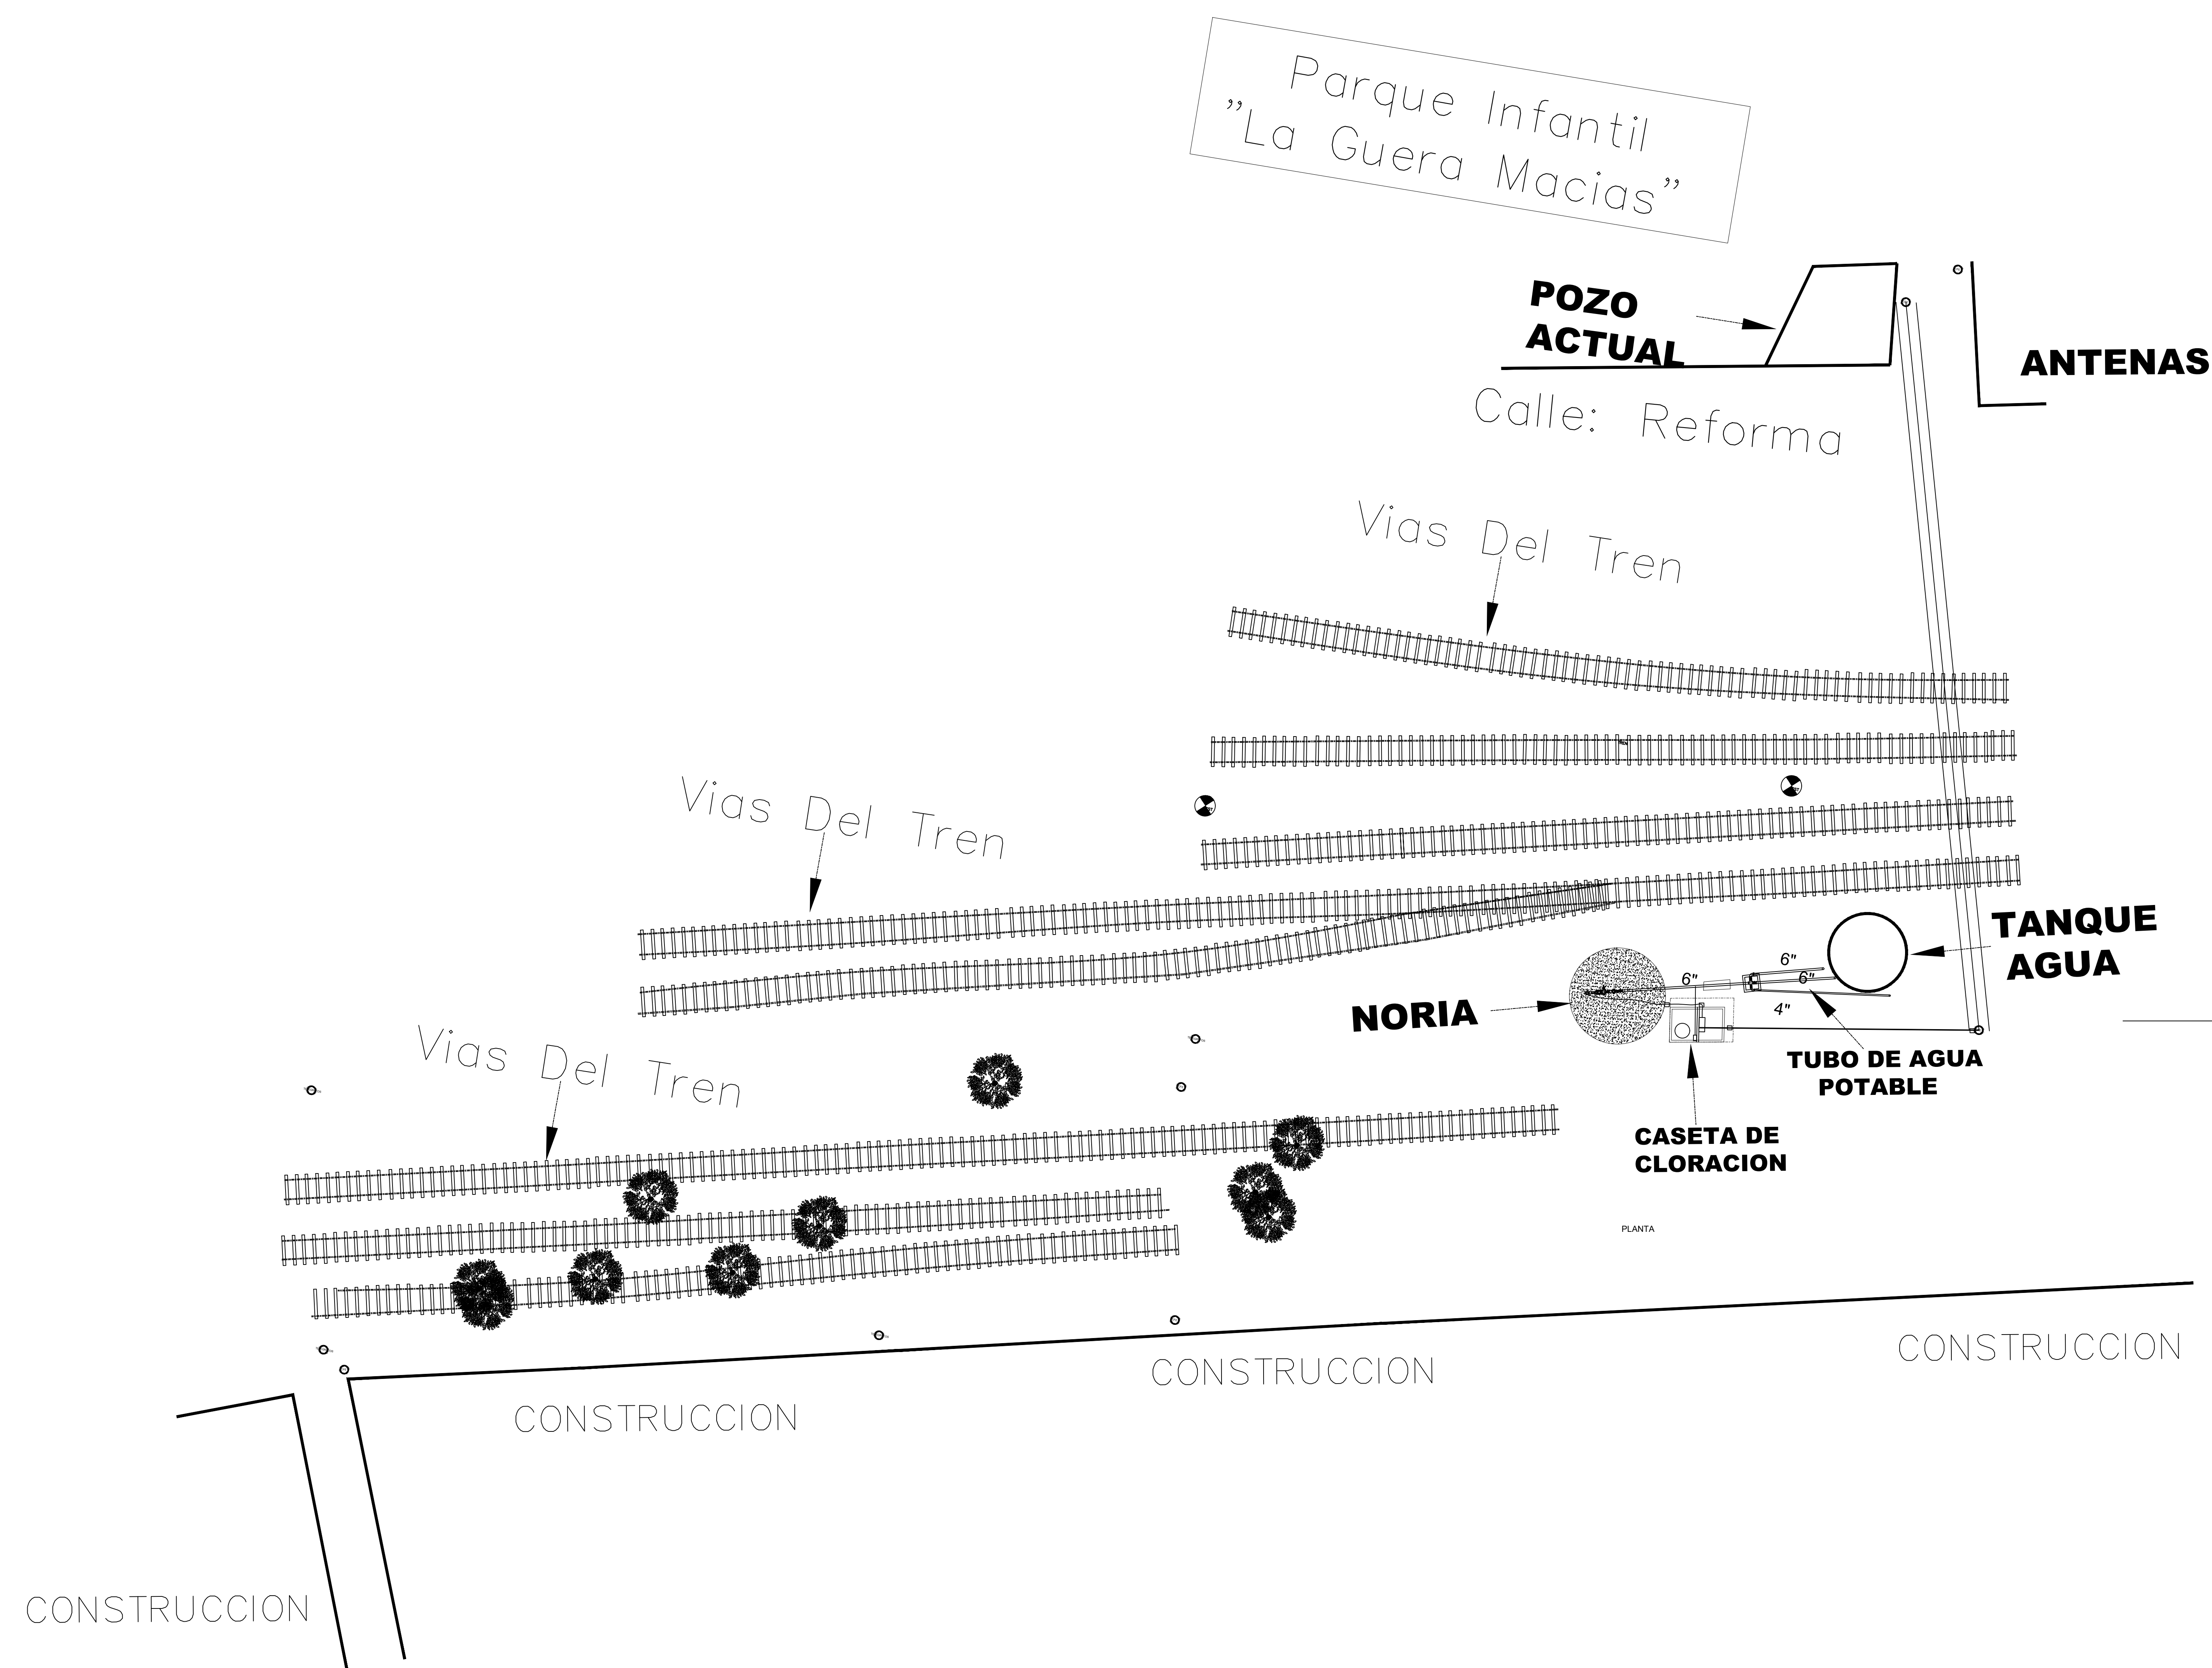 Parque Infantil
”La Guera Macias”
POZO
ACTUAL
ANTENAS
Calle: Reforma
Vias Del Tren
Vias Del Tren
TANQUE
AGUA
6"
6"
6"
4"
NORIA
TUBO DE AGUA
POTABLE
Vias Del Tren
CASETA DE
CLORACION
PLANTA
CONSTRUCCION
CONSTRUCCION
CONSTRUCCION
CONSTRUCCION